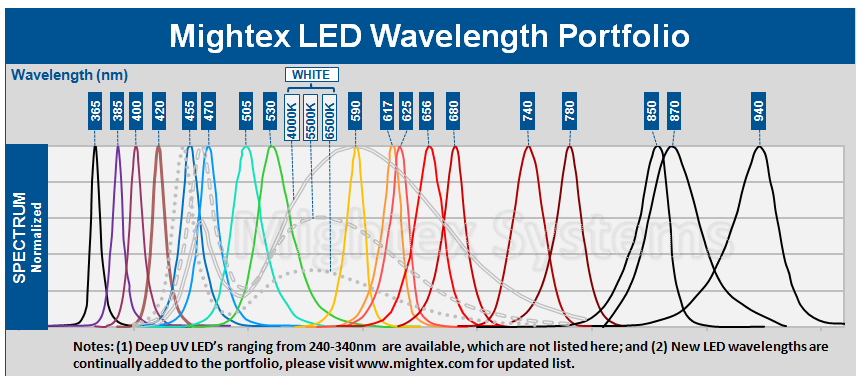 Mightex LED Wavelength Portfolio
Wavelength (nm)
WHITE
365
385
400
420
455
470
505
530
4000K
5500K
6500K
590
617
625
656
680
740
780
850
870
940
SPECTRUM
Normalized
Mightex Systems
Notes: (1) Deep UV LED's ranging from 240-340nm are available, which are not listed here; and (2) New LED wavelengths are
continually added to the portfolio, please visit www.mightex.com for updated list.